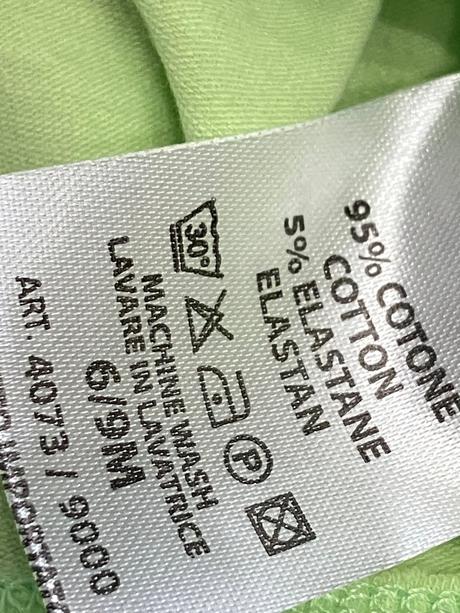 95% COTONE
COTTON
5% ELASTANE
ELASTAN
30°
P
MACHINE WASH
LAVARE IN LAVATRICE
6/9M
ART. 4073 / 9000